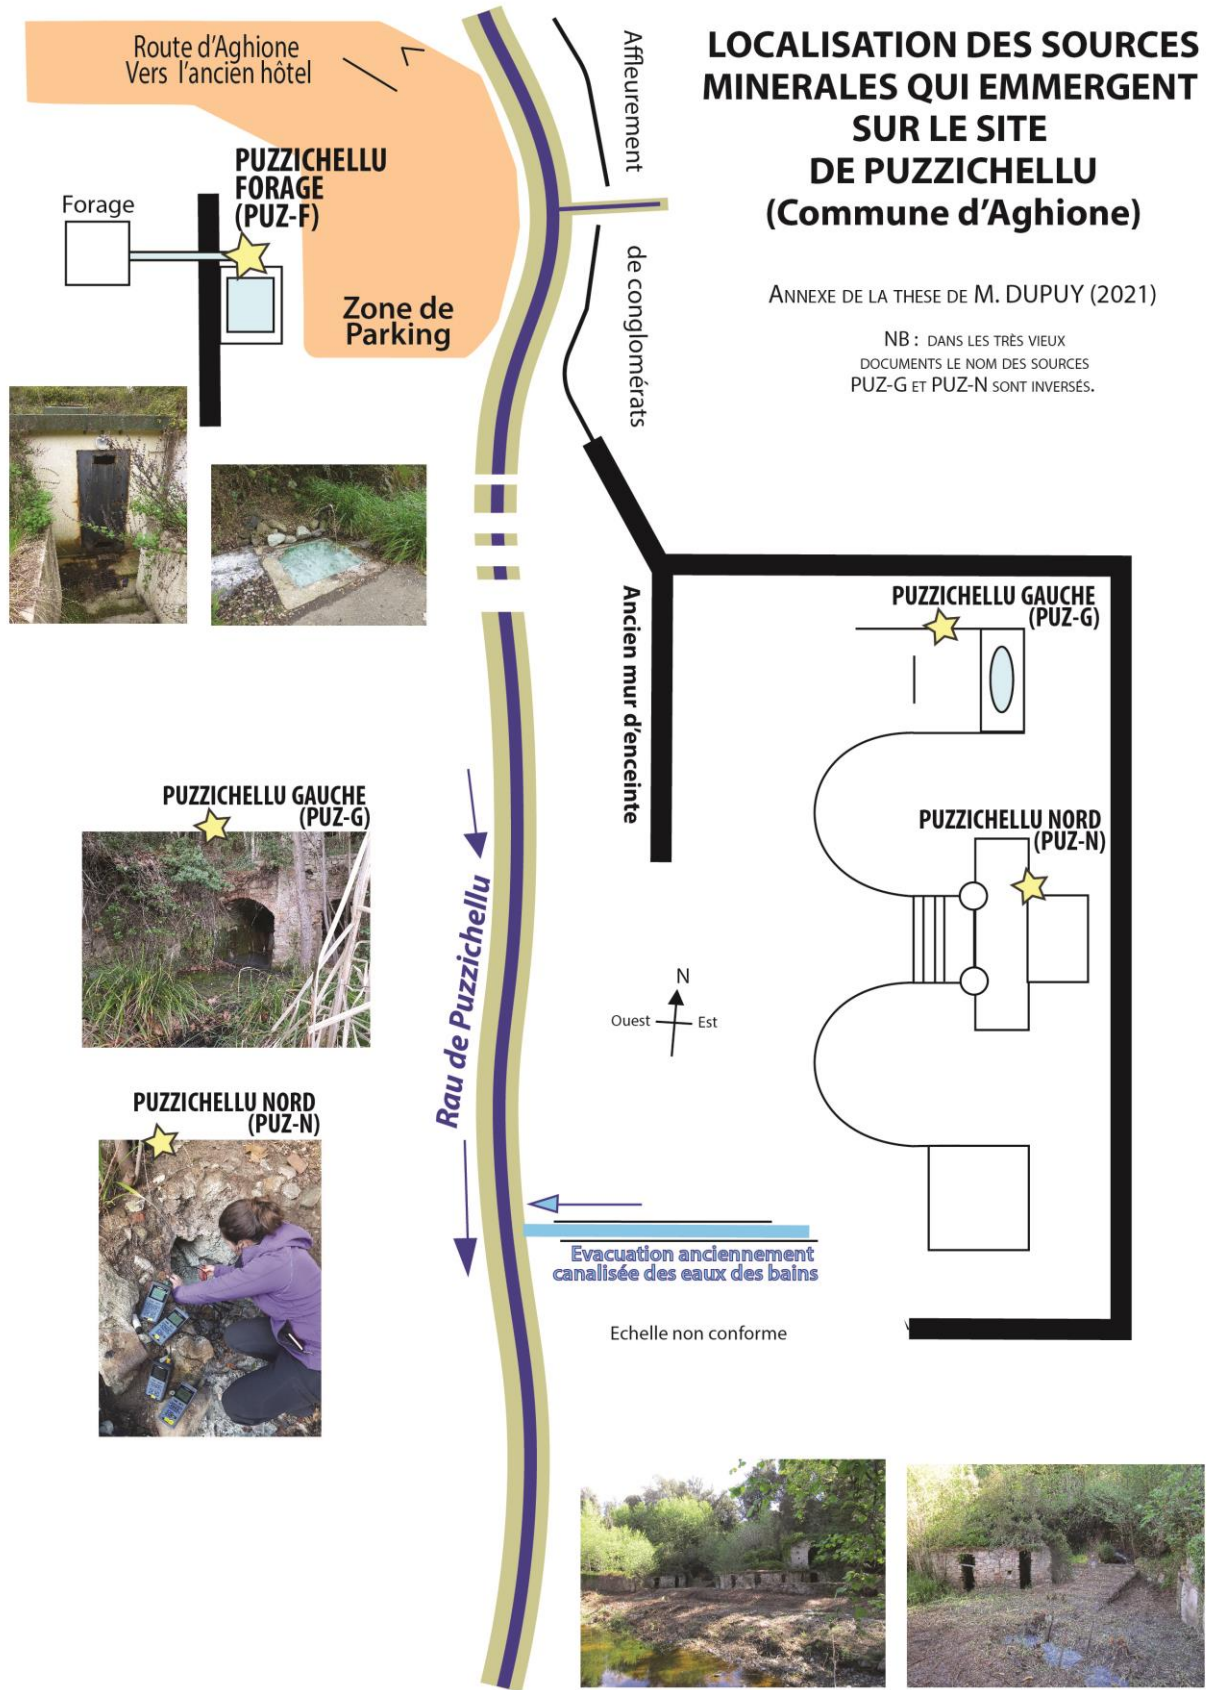 LOCALISATION DES SOURCES
MINERALES QUI EMMERGENT
SUR LE SITE
DE PUZZICHELLU
(Commune d'Aghione)
ANNEXE DE LA THESE DE M. DUPUY (2021)
NB : DANS LES TRÈS VIEUX
DOCUMENTS LE NOM DES SOURCES
PUZ-G ET PUZ-N SONT INVERSÉS.
Route d'Aghione
Vers l'ancien hôtel
PUZZICHELLU
FORAGE
(PUZ-F)
Forage
Zone de
Parking
Affleurement
de conglomérats
Ancien mur d'enceinte
PUZZICHELLU GAUCHE
(PUZ-G)
PUZZICHELLU NORD
(PUZ-N)
PUZZICHELLU GAUCHE
(PUZ-G)
Rau de Puzzichellu
N
Ouest
Est
PUZZICHELLU NORD
(PUZ-N)
Evacuation anciennement
canalisée des eaux des bains
Echelle non conforme